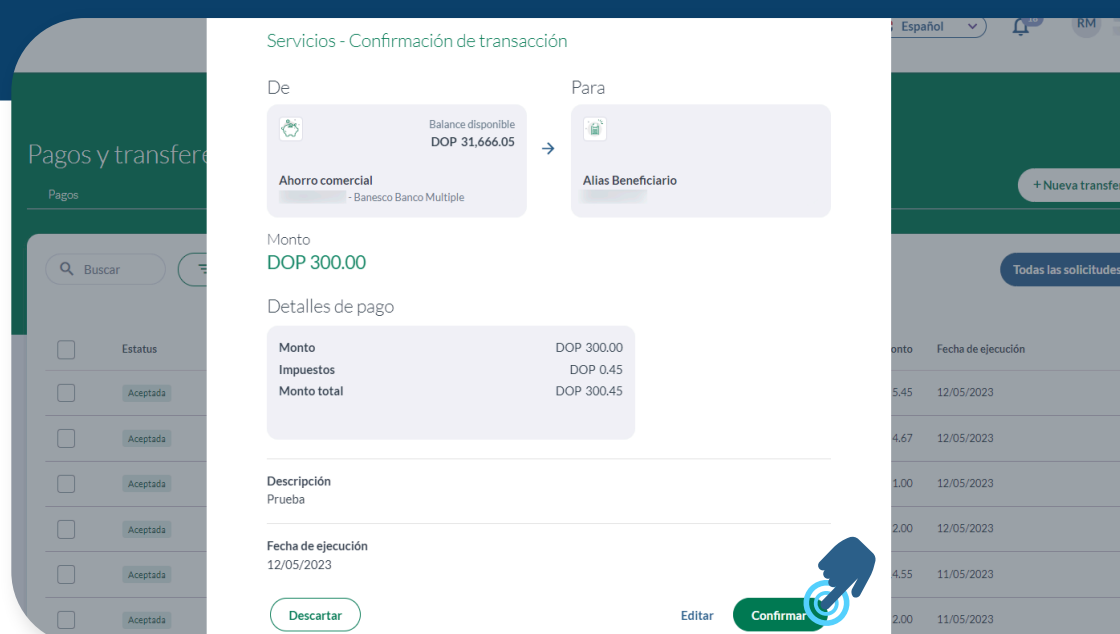 Servicios - Confirmación de transacción
Español
RM
De
Para
Balance disponible
DOP 31,666.05
Ahorro comercial
- Banesco Banco Multiple
Alias Beneficiario
Pagos y transfere
Pagos
+ Nueva transfer
Monto
DOP 300.00
Buscar
Todas las solicitudes
Detalles de pago
Monto DOP 300.00
Impuestos DOP 0.45
Monto total DOP 300.45
Estatus
onto
Fecha de ejecución
Aceptada
5.45 12/05/2023
Aceptada
4.67 12/05/2023
Aceptada
1.00 12/05/2023
Aceptada
2.00 12/05/2023
Aceptada
4.55 11/05/2023
Aceptada
2.00 11/05/2023
Descripción
Prueba
Fecha de ejecución
12/05/2023
Descartar
Editar
Confirmar